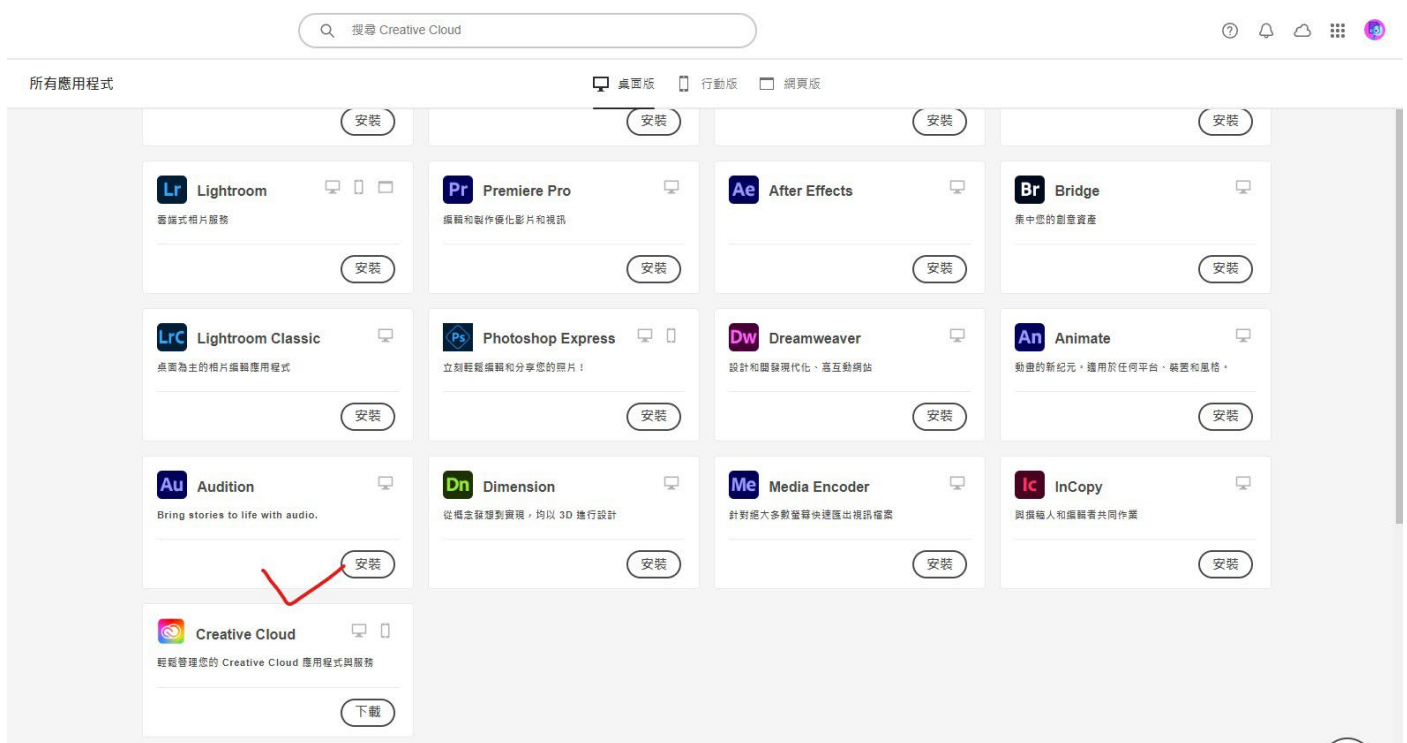 搜尋 Creative Cloud
所有應用程式
桌面版 行動版 網頁版
安裝 安裝 安裝 安裝
Lr Lightroom
雲端式相片服務
安裝
Pr Premiere Pro
編輯和製作優化影片和視訊
安裝
Ae After Effects
安裝
Br Bridge
集中您的創意資產
安裝
LrC Lightroom Classic
桌面為主的相片編輯應用程式
安裝
Ps Photoshop Express
立刻輕鬆編輯和分享您的照片！
安裝
Dw Dreamweaver
設計和開發現代化、高互動網站
安裝
An Animate
動畫的新紀元。適用於任何平台、裝置和風格。
安裝
Au Audition
Bring stories to life with audio.
安裝
Dn Dimension
從概念發想到實現，均以 3D 進行設計
安裝
Me Media Encoder
針對絕大多數螢幕快速匯出視訊檔案
安裝
Ic InCopy
與撰稿人和編輯者共同作業
安裝
Creative Cloud
輕鬆管理您的 Creative Cloud 應用程式與服務
下載